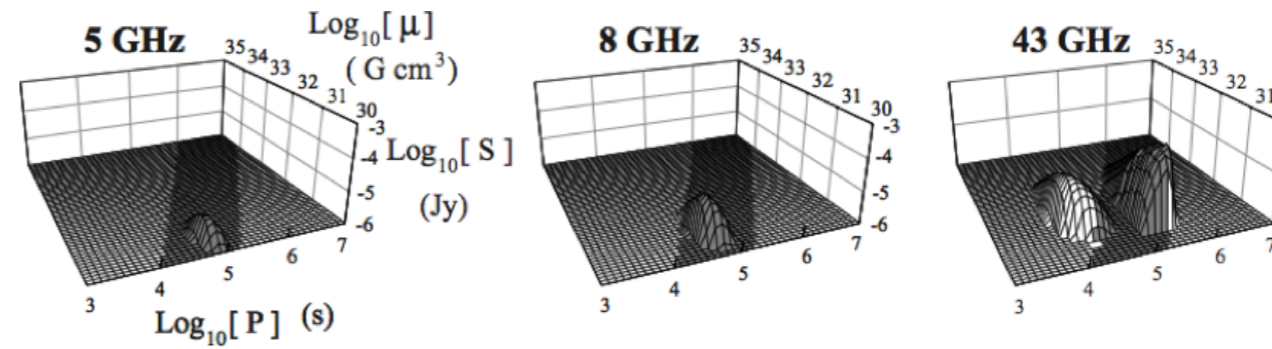 5 GHz
Log10[ μ ]
( G cm3 )
35 34 33 32 31 30
-3
-4
-5
-6
Log10[ S ]
(Jy)
3 4 5 6 7
Log10[ P ] (s)
8 GHz
35 34 33 32 31 30
-3
-4
-5
-6
3 4 5 6 7
43 GHz
35 34 33 32 31
3 4 5 6 7